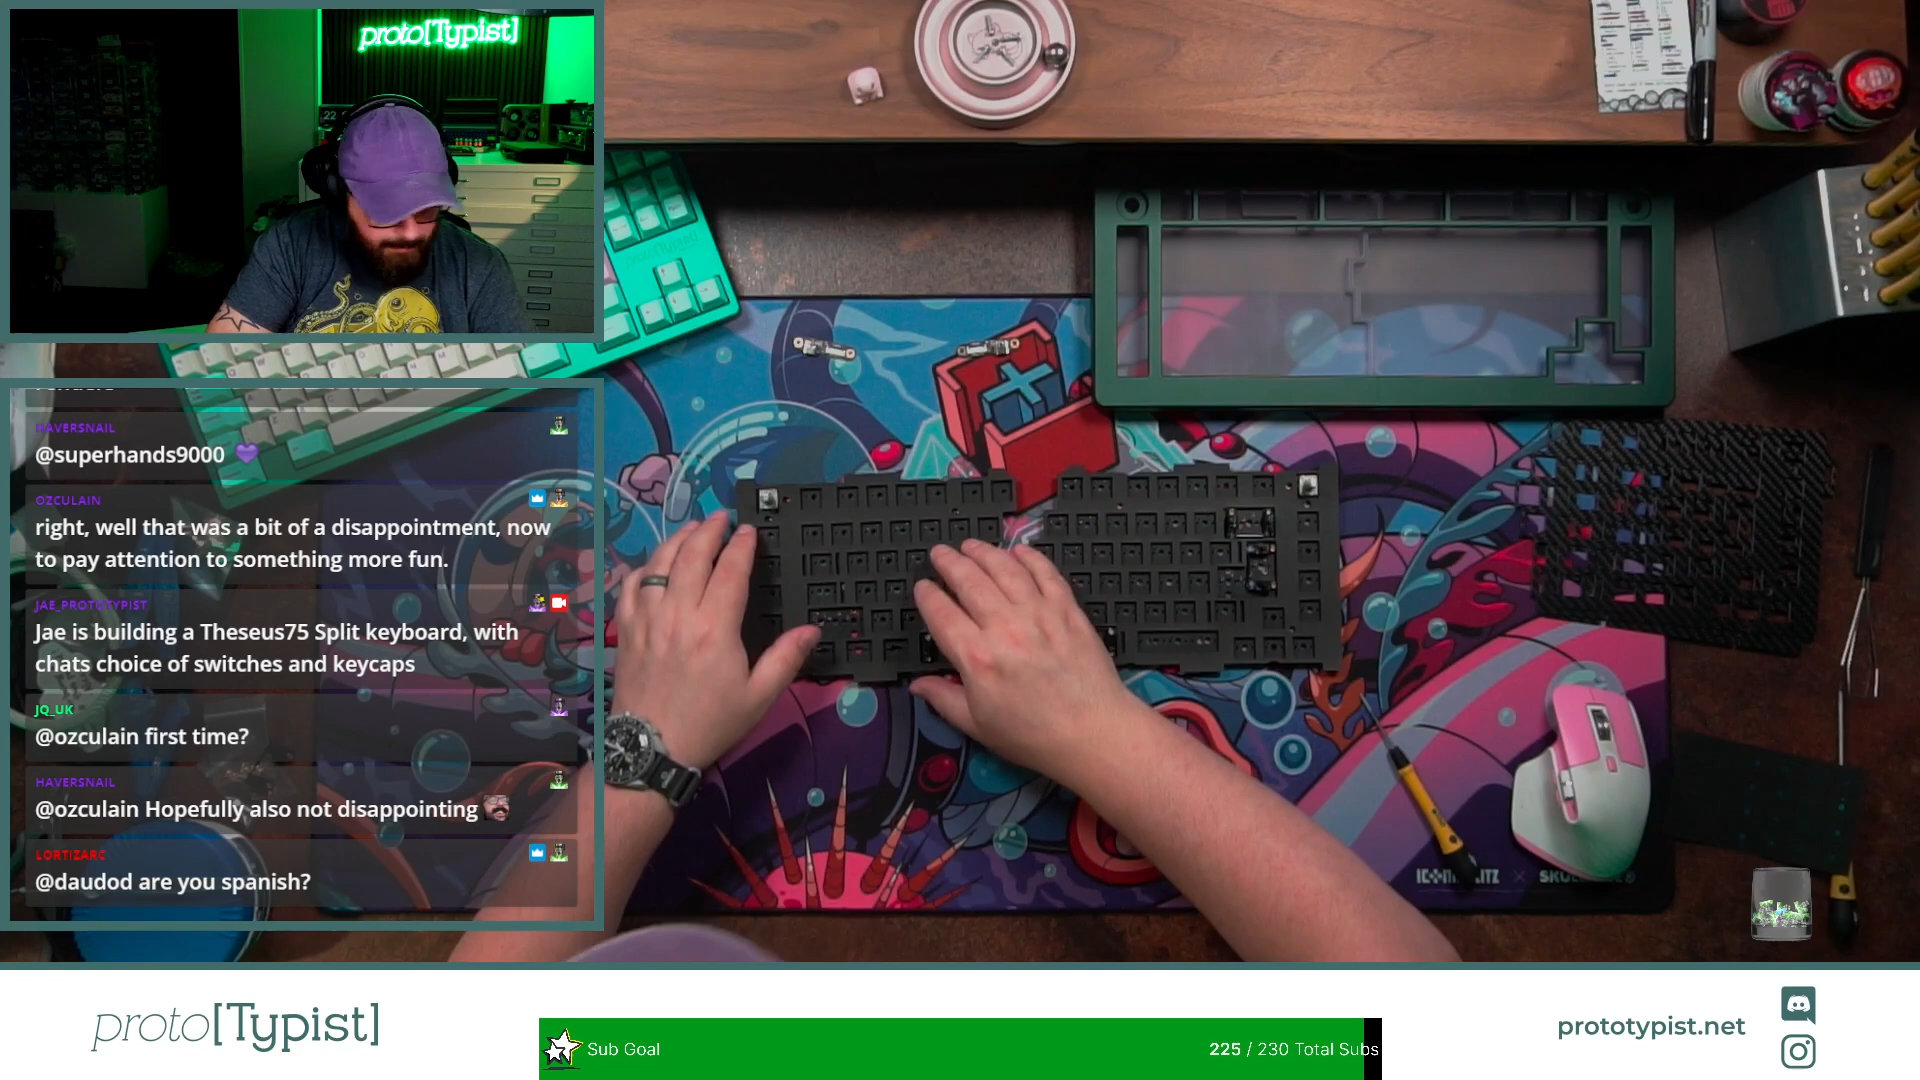 proto[Typist]
22
HAVERSNAIL
@superhands9000
OZCULAIN
right, well that was a bit of a disappointment, now
to pay attention to something more fun.
JAE_PROTOTYPIST
Jae is building a Theseus75 Split keyboard, with
chats choice of switches and keycaps
JQ_UK
@ozculain first time?
HAVERSNAIL
@ozculain Hopefully also not disappointing
LORTIZARC
@daudod are you spanish?
proto[Typist]
proto[Typist]
Sub Goal
225 / 230 Total Subs
prototypist.net